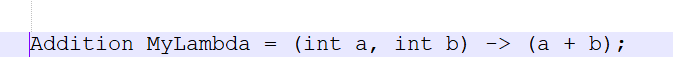 Addition MyLambda = (int a, int b) -> (a + b);